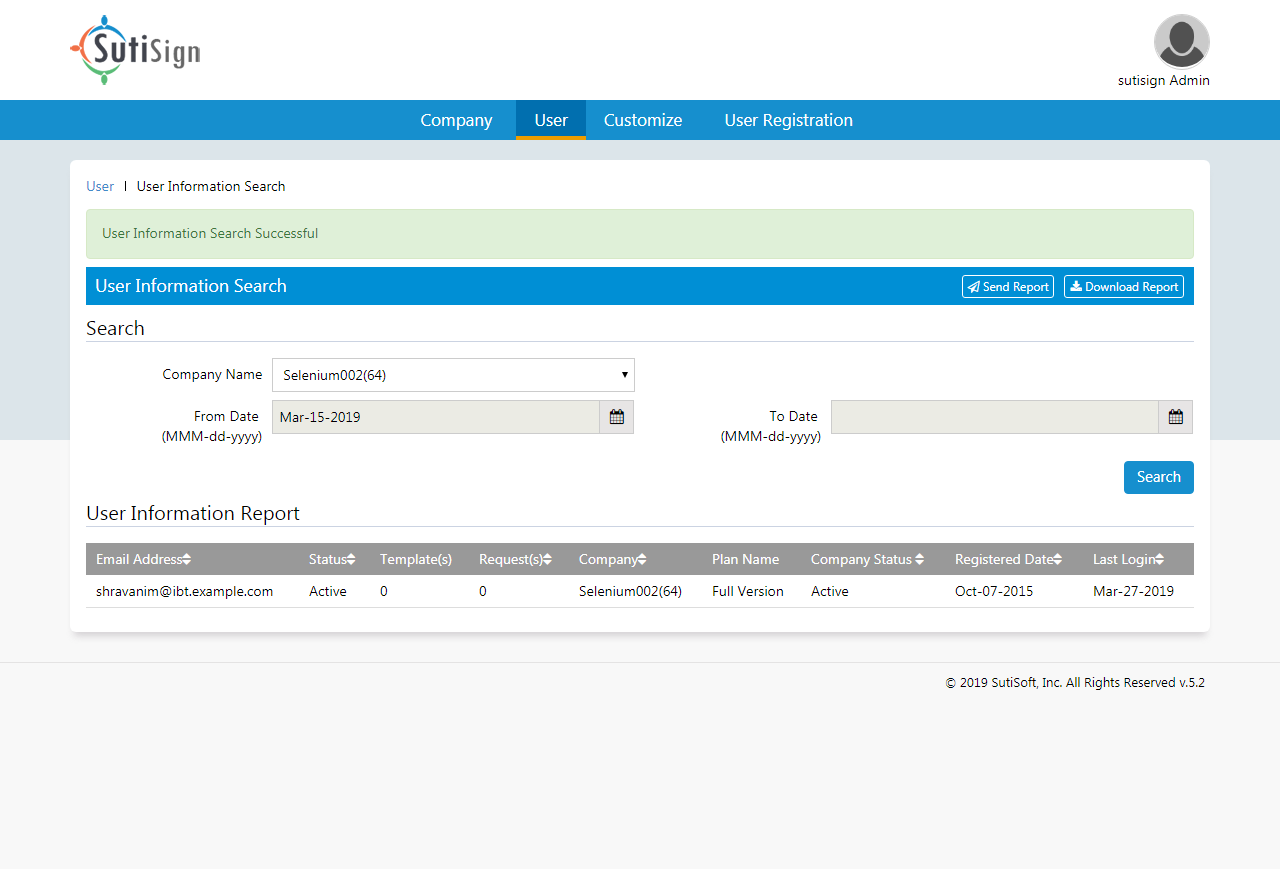 SutiSign
sutisign Admin
Company User Customize User Registration
User I User Information Search
User Information Search Successful
User Information Search Send Report Download Report
Search
Company Name Selenium002(64)
From Date Mar-15-2019 To Date
(MMM-dd-yyyy) (MMM-dd-yyyy)
Search
User Information Report
Email Address Status Template(s) Request(s) Company Plan Name Company Status Registered Date Last Login
shravanim@ibt.example.com Active 0 0 Selenium002(64) Full Version Active Oct-07-2015 Mar-27-2019
© 2019 SutiSoft, Inc. All Rights Reserved v.5.2